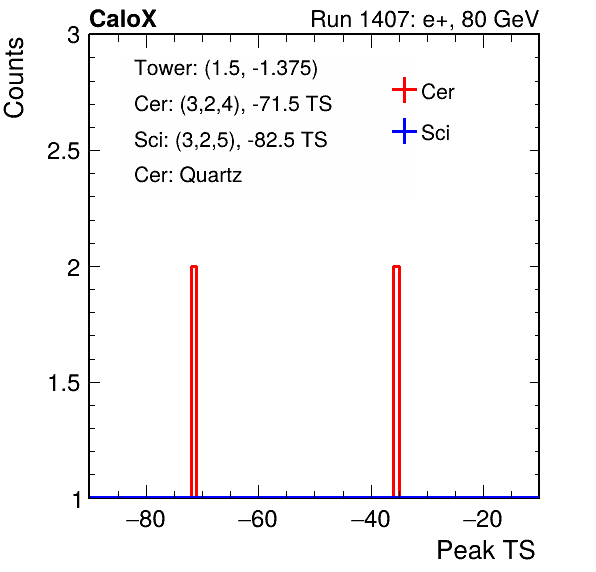 CaloX Run 1407: e+, 80 GeV
Counts
3
2.5
2
1.5
1
Tower: (1.5, -1.375)
Cer: (3,2,4), -71.5 TS
Sci: (3,2,5), -82.5 TS
Cer: Quartz
Cer
Sci
−80 −60 −40 −20
Peak TS